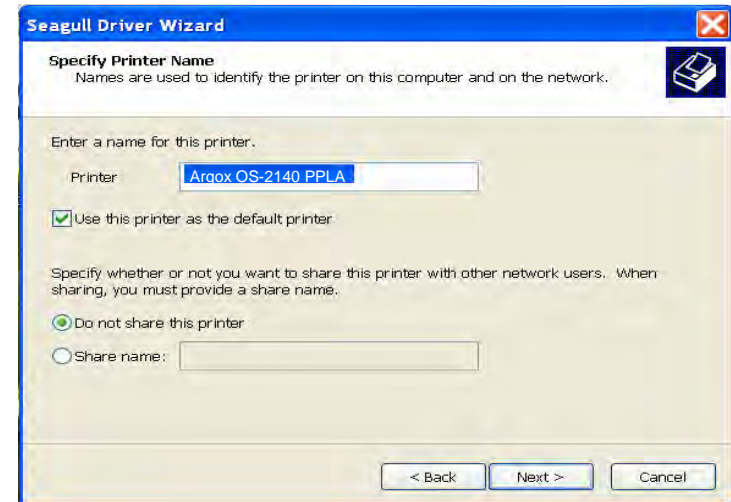 Seagull Driver Wizard
Specify Printer Name
Names are used to identify the printer on this computer and on the network.
Enter a name for this printer.
Printer Argox OS-2140 PPLA
Use this printer as the default printer
Specify whether or not you want to share this printer with other network users. When
sharing, you must provide a share name.
Do not share this printer
Share name:
< Back Next > Cancel